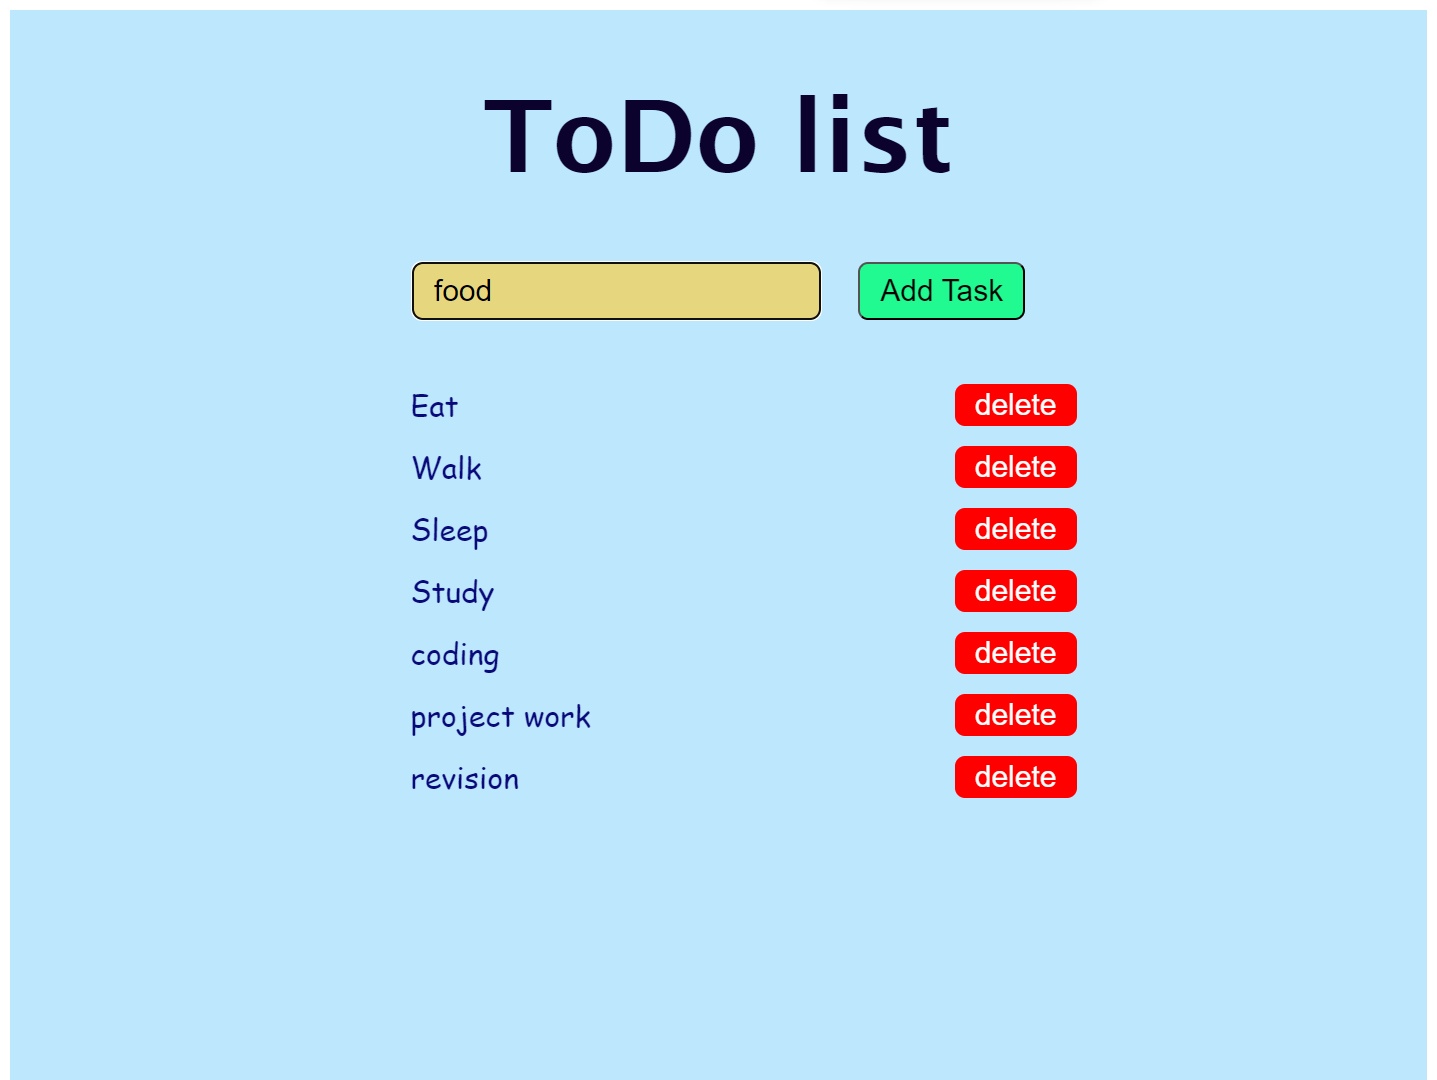 ToDo list
food Add Task
Eat delete
Walk delete
Sleep delete
Study delete
coding delete
project work delete
revision delete